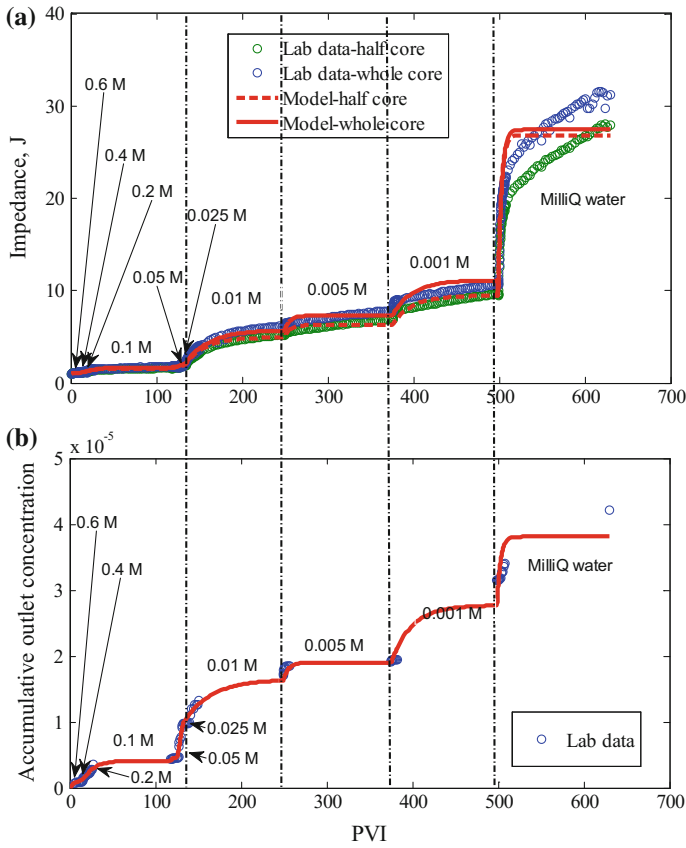 (a)
40
30
20
10
0
Impedance, J
Lab data-half core
Lab data-whole core
Model-half core
Model-whole core
0.6 M
0.4 M
0.2 M
0.025 M
0.05 M
0.1 M
0.01 M
0.005 M
0.001 M
MilliQ water
0 100 200 300 400 500 600 700
PVI
(b)
x 10-5
5
4
3
2
1
0
Accumulative outlet concentration
0.6 M
0.4 M
0.1 M
0.2 M
0.01 M
0.025 M
0.05 M
0.005 M
0.001 M
MilliQ water
Lab data
0 100 200 300 400 500 600 700
PVI